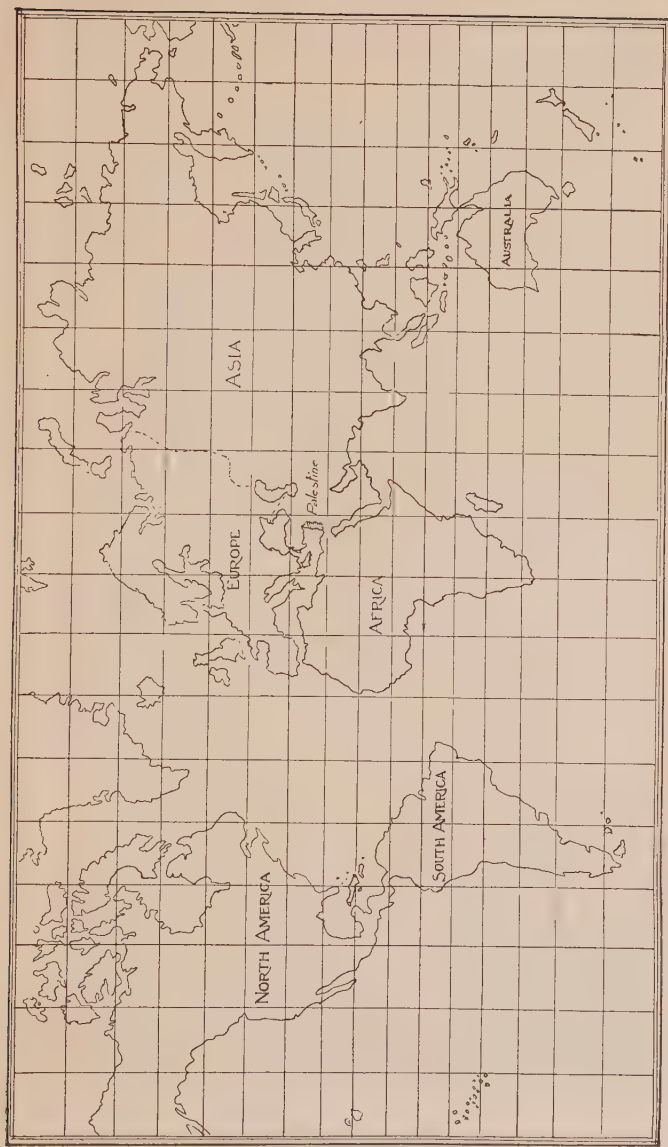 NORTH AMERICA
SOUTH AMERICA
EUROPE
Palestine
AFRICA
ASIA
AUSTRALIA